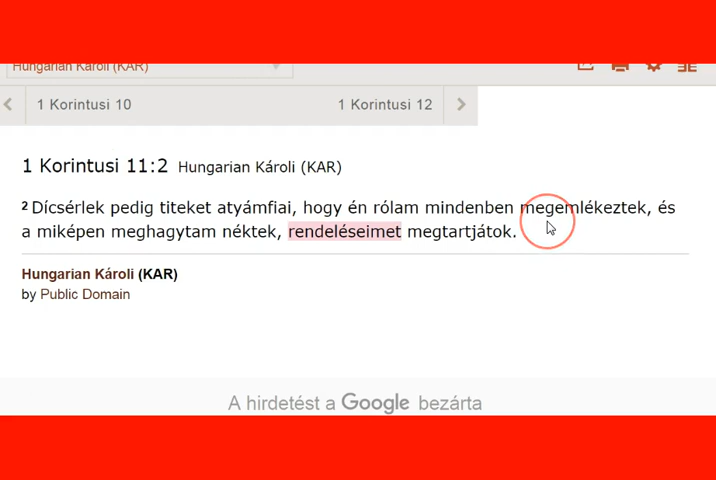 Hungarian Károli (KAR)
1 Korintusi 10
1 Korintusi 12
1 Korintusi 11:2 Hungarian Károli (KAR)
2 Dícsérlek pedig titeket atyámfiai, hogy én rólam mindenben megemlékeztek, és
a miképen meghagytam néktek, rendeléseimet megtartjátok.
Hungarian Károli (KAR)
by Public Domain
A hirdetést a Google bezárta